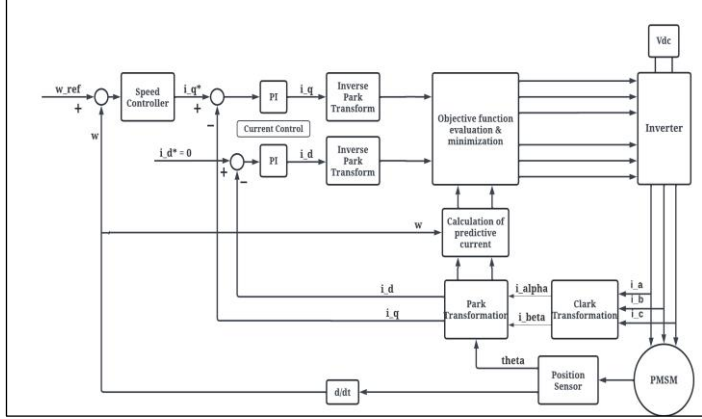 Vdc
w_ref
+
w
Speed
Controller
i_q*
+
−
PI
i_q
Inverse
Park
Transform
Objective function
evaluation &
minimization
Inverter
Current Control
i_d* = 0
+
−
PI
i_d
Inverse
Park
Transform
w
Calculation of
predictive
current
i_d
i_q
Park
Transformation
i_alpha
i_beta
Clark
Transformation
i_a
i_b
i_c
theta
d/dt
Position
Sensor
PMSM